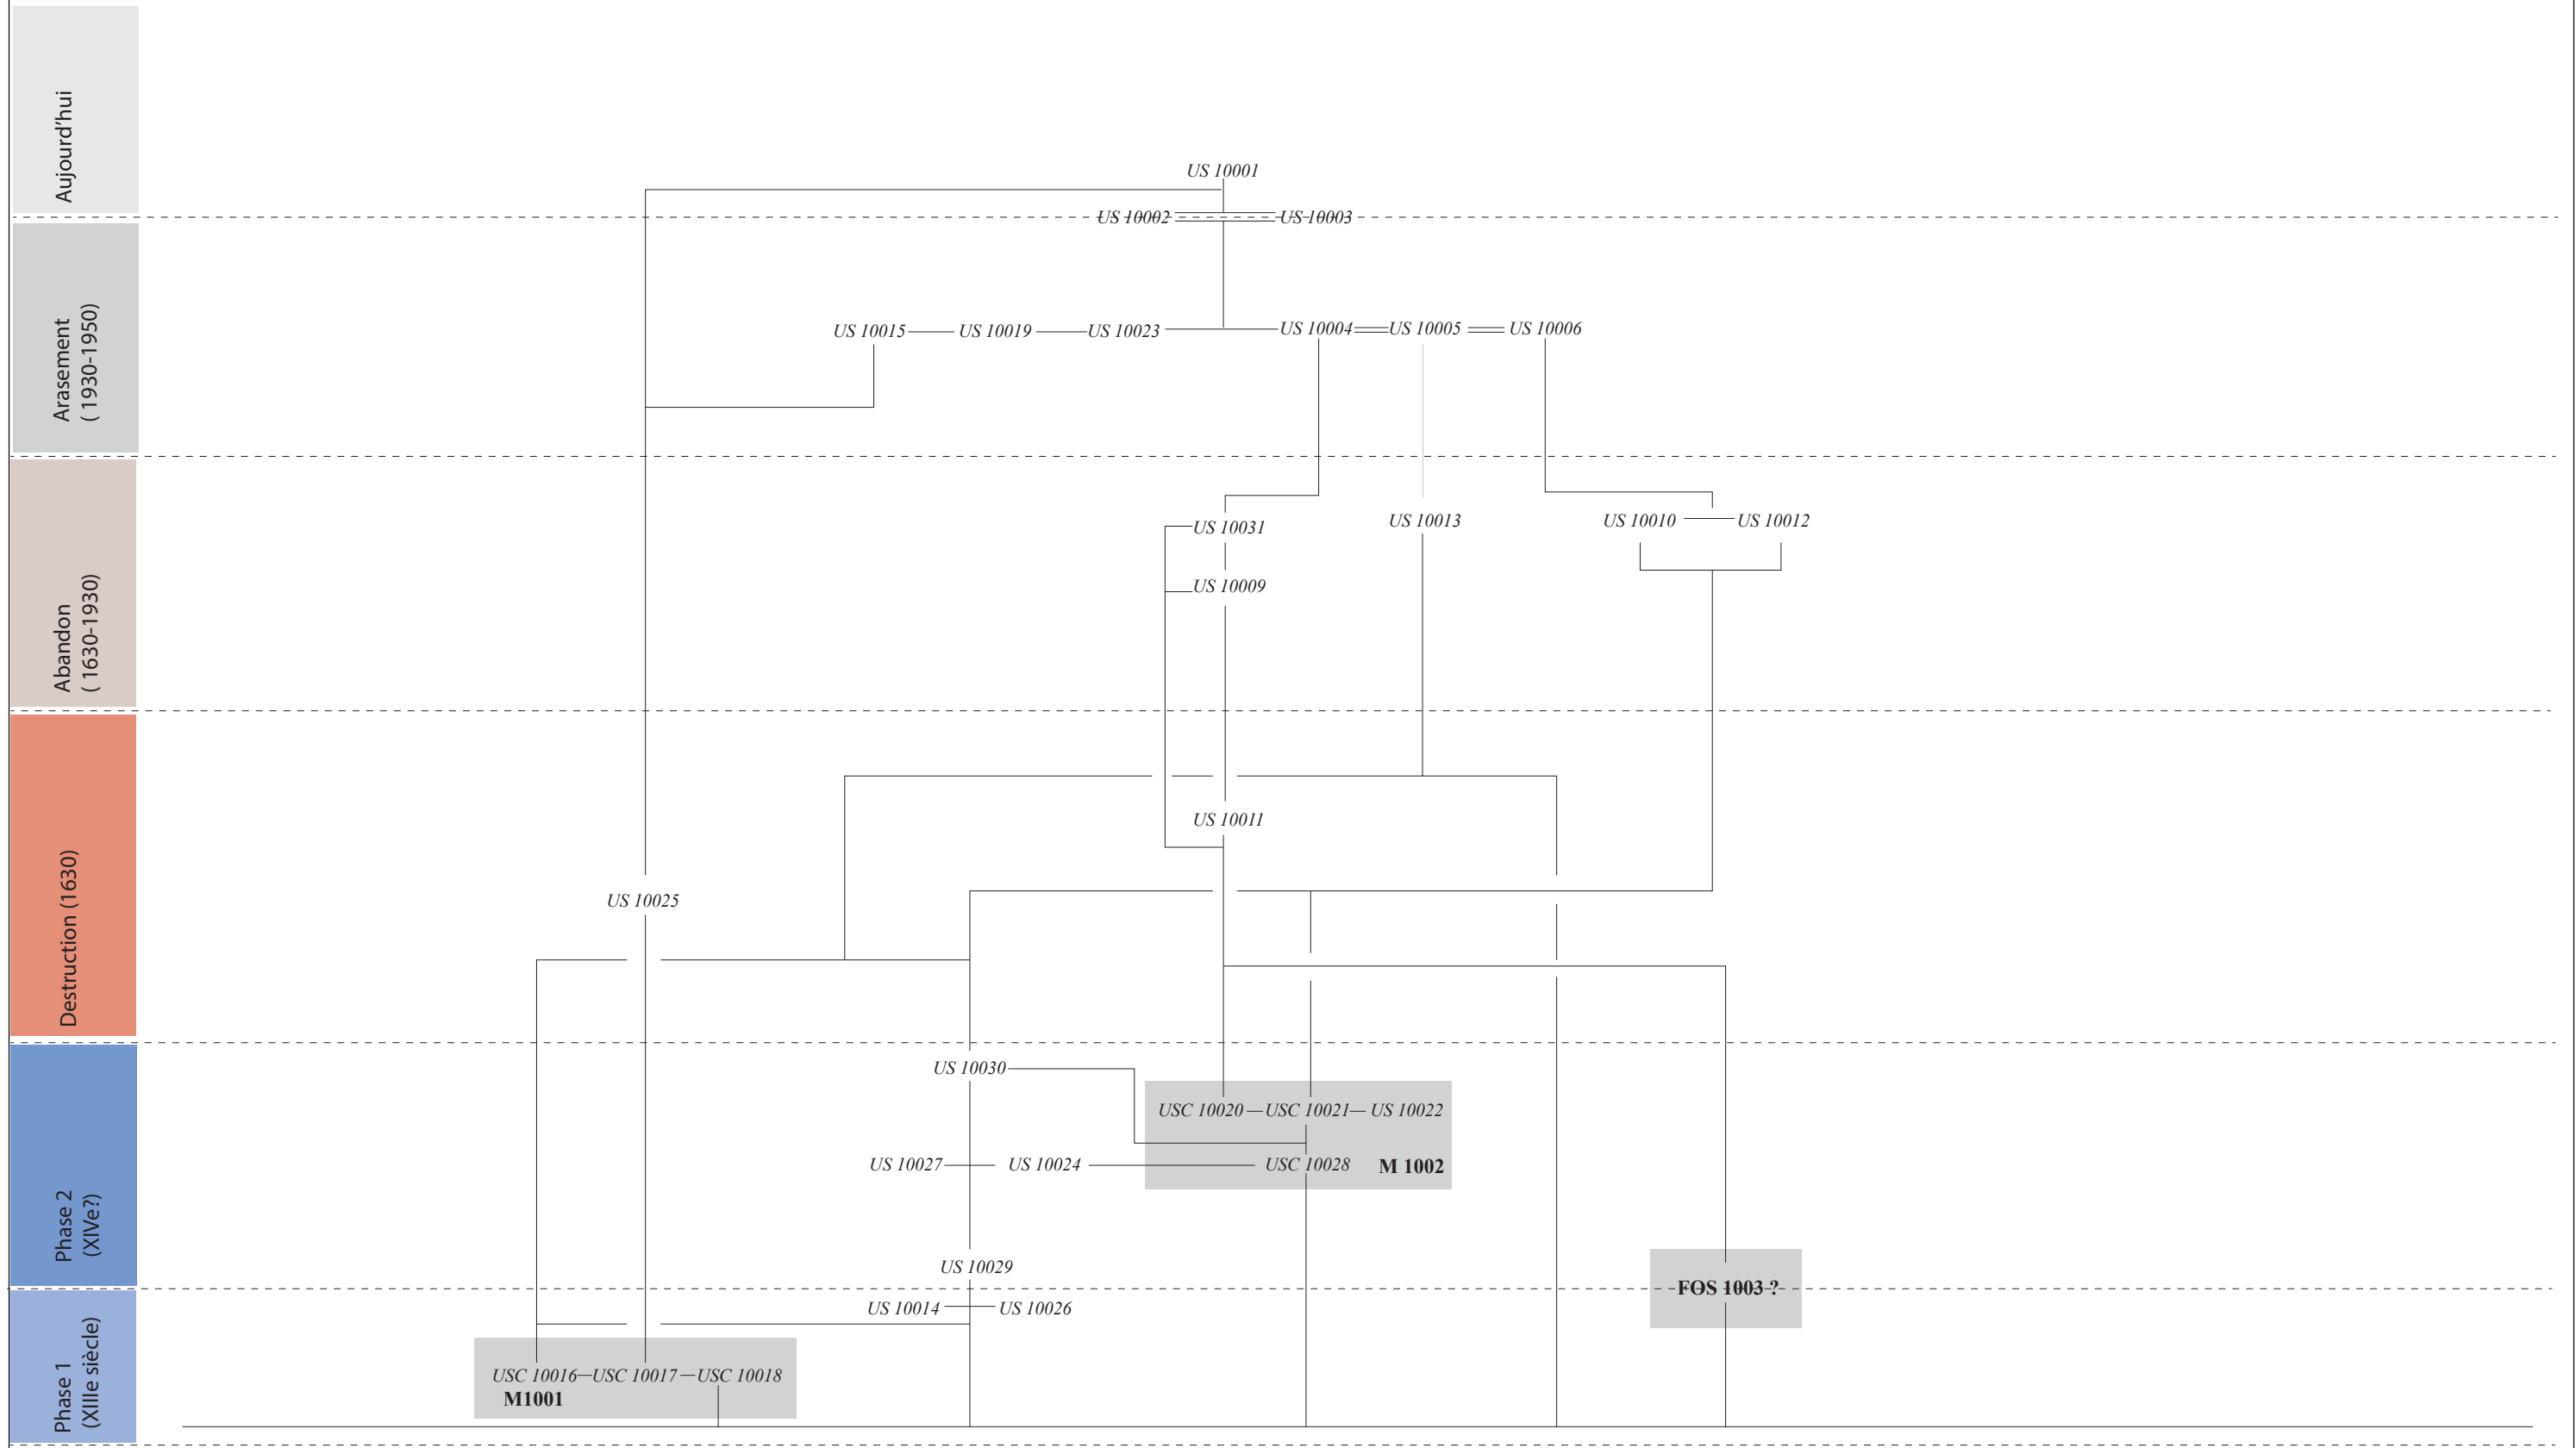 Aujourd'hui
US 10001
US 10002 US 10003
Arasement
( 1930-1950)
US 10015 US 10019 US 10023 US 10004 US 10005 US 10006
Abandon
( 1630-1930)
US 10031 US 10013 US 10010 US 10012
US 10009
Destruction (1630)
US 10011
US 10025
Phase 2
(XIVe?)
US 10030
USC 10020 USC 10021 US 10022
US 10027 US 10024 USC 10028 M 1002
US 10029
FOS 1003 ?
Phase 1
(XIIIe siècle)
US 10014 US 10026
USC 10016 USC 10017 USC 10018
M1001